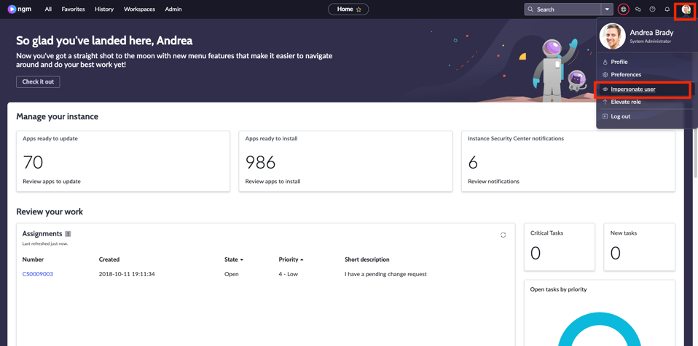 ngm All Favorites History Workspaces Admin Home Search
So glad you've landed here, Andrea
Now you've got a straight shot to the moon with new menu features that make it easier to navigate
around and do your best work yet!
Check it out
Andrea Brady
System Administrator
Profile
Preferences
Impersonate user
Elevate role
Log out
Manage your instance
Apps ready to update
70
Review apps to update
Apps ready to install
986
Review apps to install
Instance Security Center notifications
6
Review notifications
Review your work
Assignments 1
Last refreshed just now.
Number Created State Priority Short description
CS0009003 2018-10-11 19:11:34 Open 4 - Low I have a pending change request
Critical Tasks
0
New tasks
0
Open tasks by priority